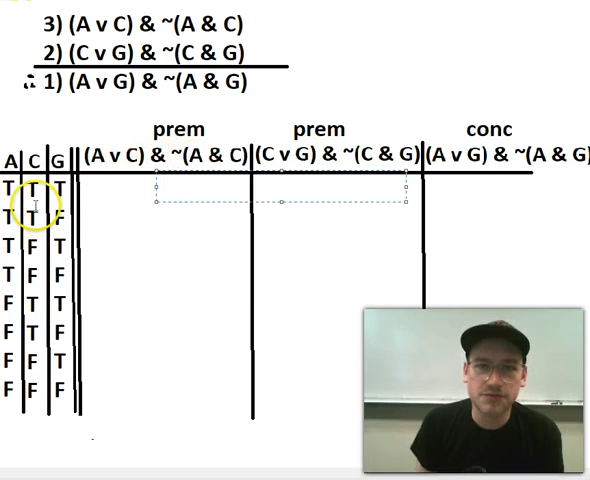 3) (A v C) & ~(A & C)
2) (C v G) & ~(C & G)
∴ 1) (A v G) & ~(A & G)
prem prem conc
A C G (A v C) & ~(A & C) (C v G) & ~(C & G) (A v G) & ~(A & G)
T T T
T T F
T F T
T F F
F T T
F T F
F F T
F F F